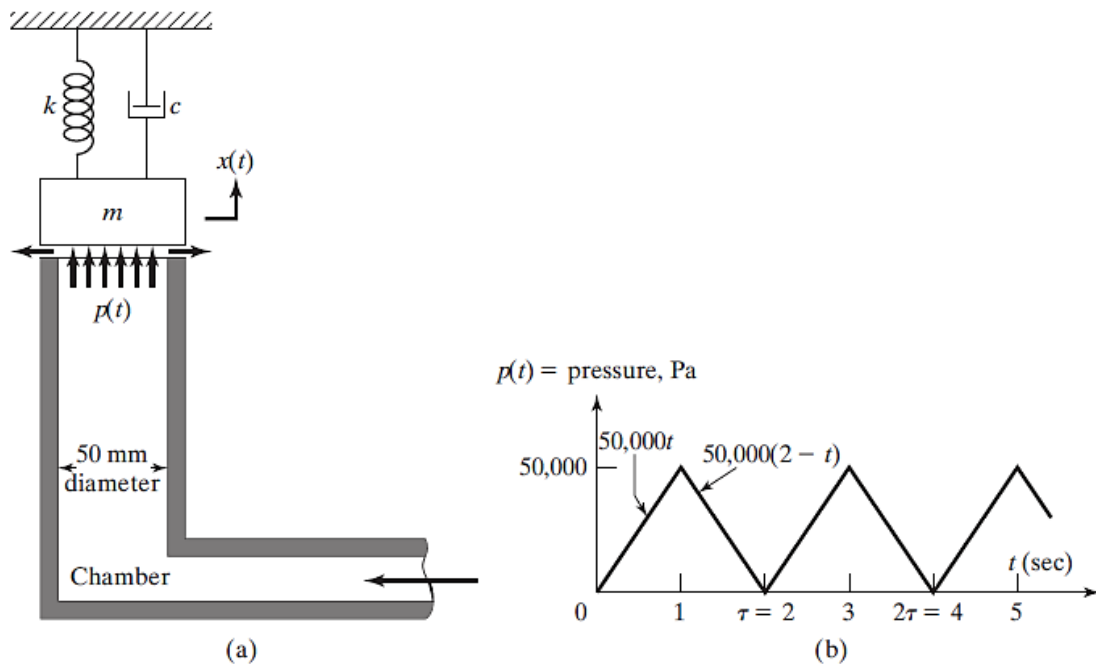 k
c
x(t)
m
p(t)
50 mm
diameter
Chamber
(a)
p(t) = pressure, Pa
50,000t
50,000(2 − t)
50,000
t (sec)
0
1
τ = 2
3
2τ = 4
5
(b)